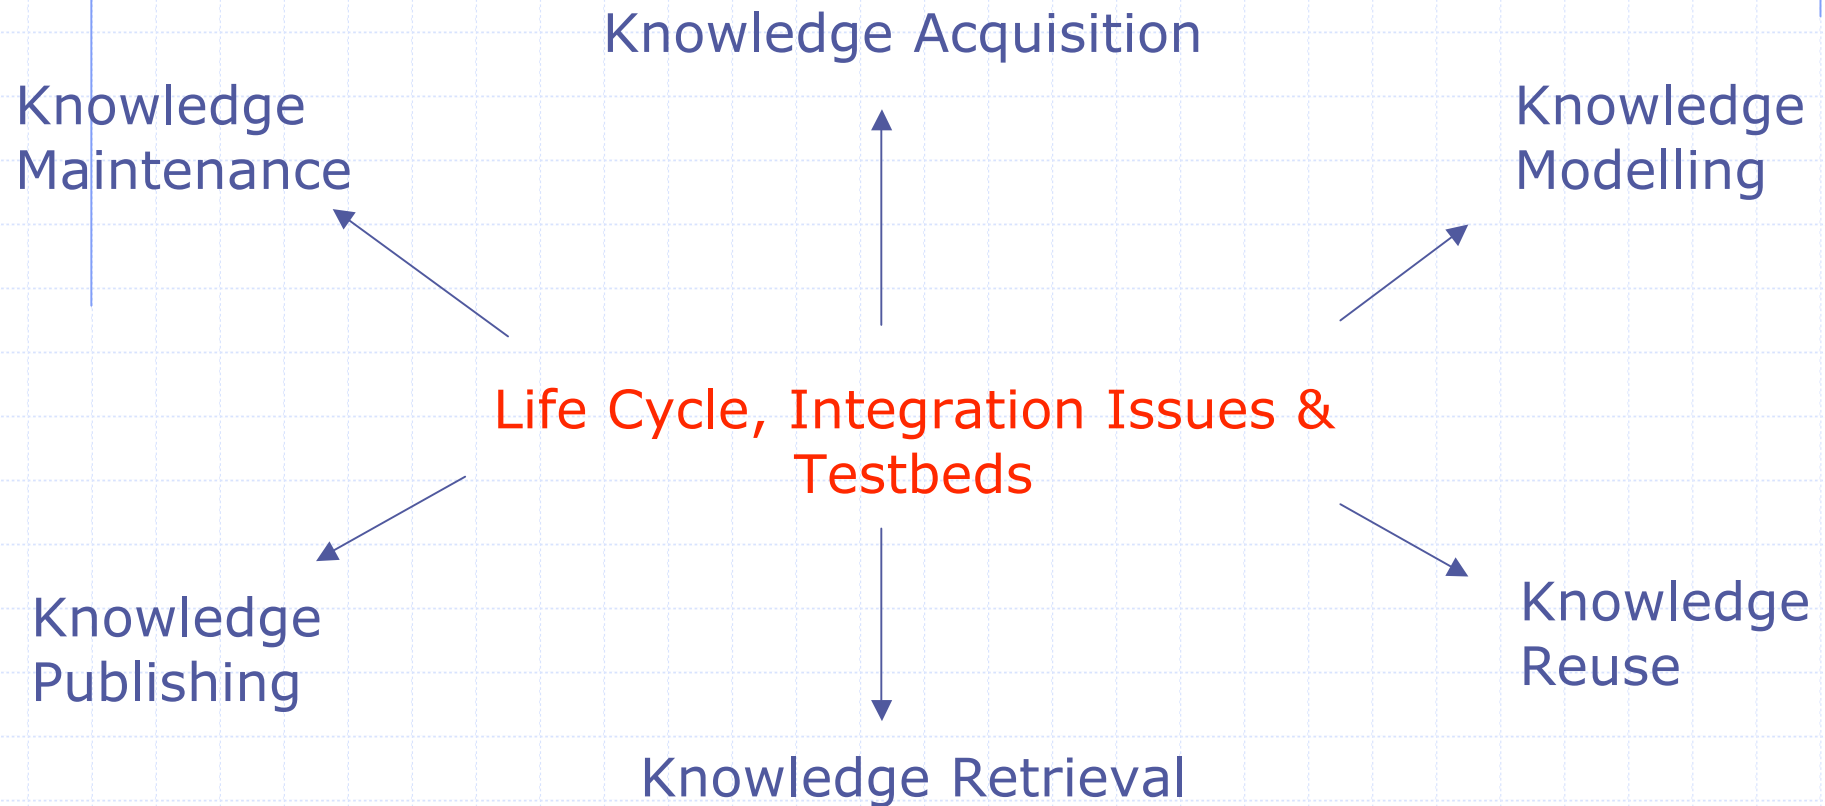 Knowledge Acquisition
Knowledge
Maintenance
Knowledge
Modelling
Life Cycle, Integration Issues &
Testbeds
Knowledge
Publishing
Knowledge
Reuse
Knowledge Retrieval